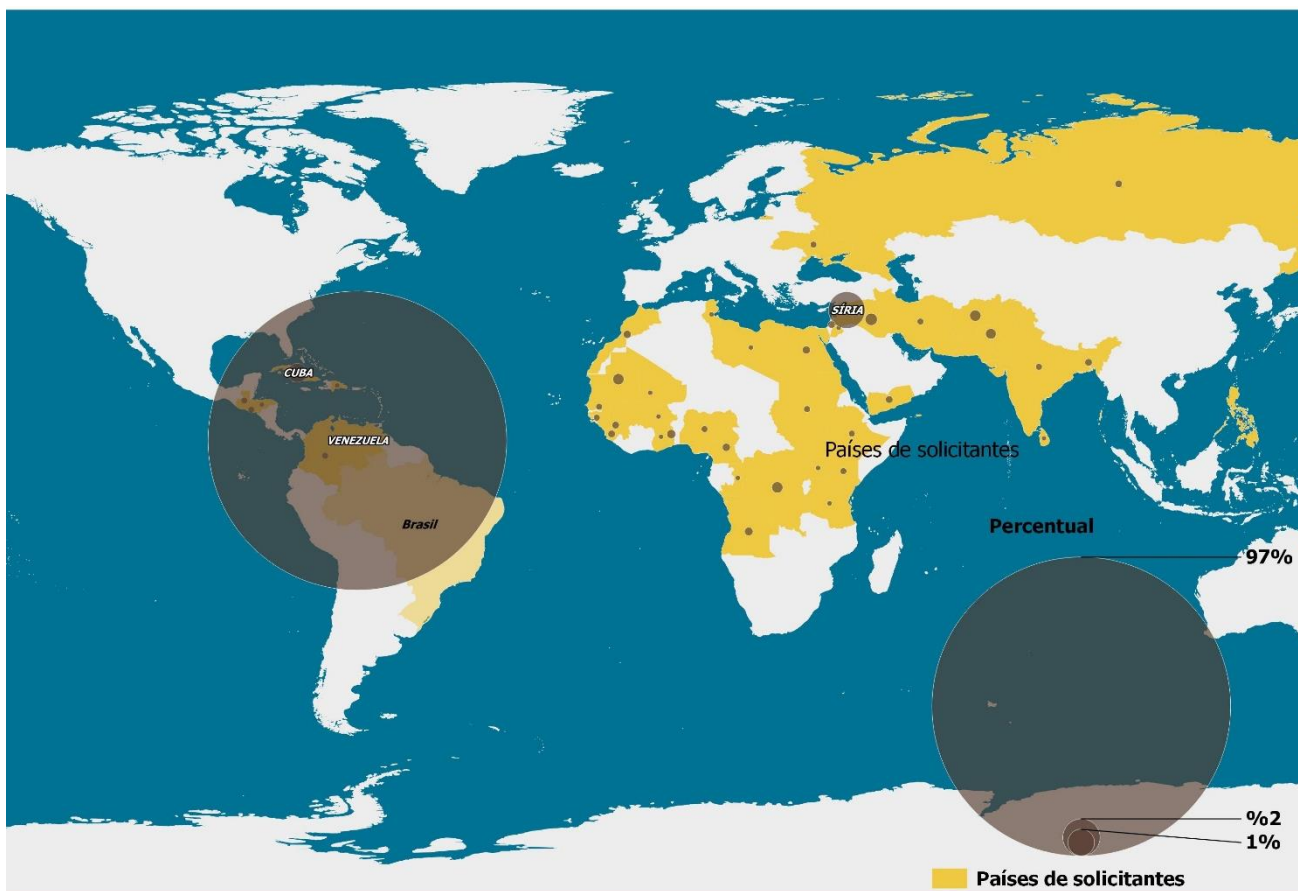 SÍRIA
CUBA
VENEZUELA
Países de solicitantes
Brasil
Percentual
97%
%2
1%
Países de solicitantes